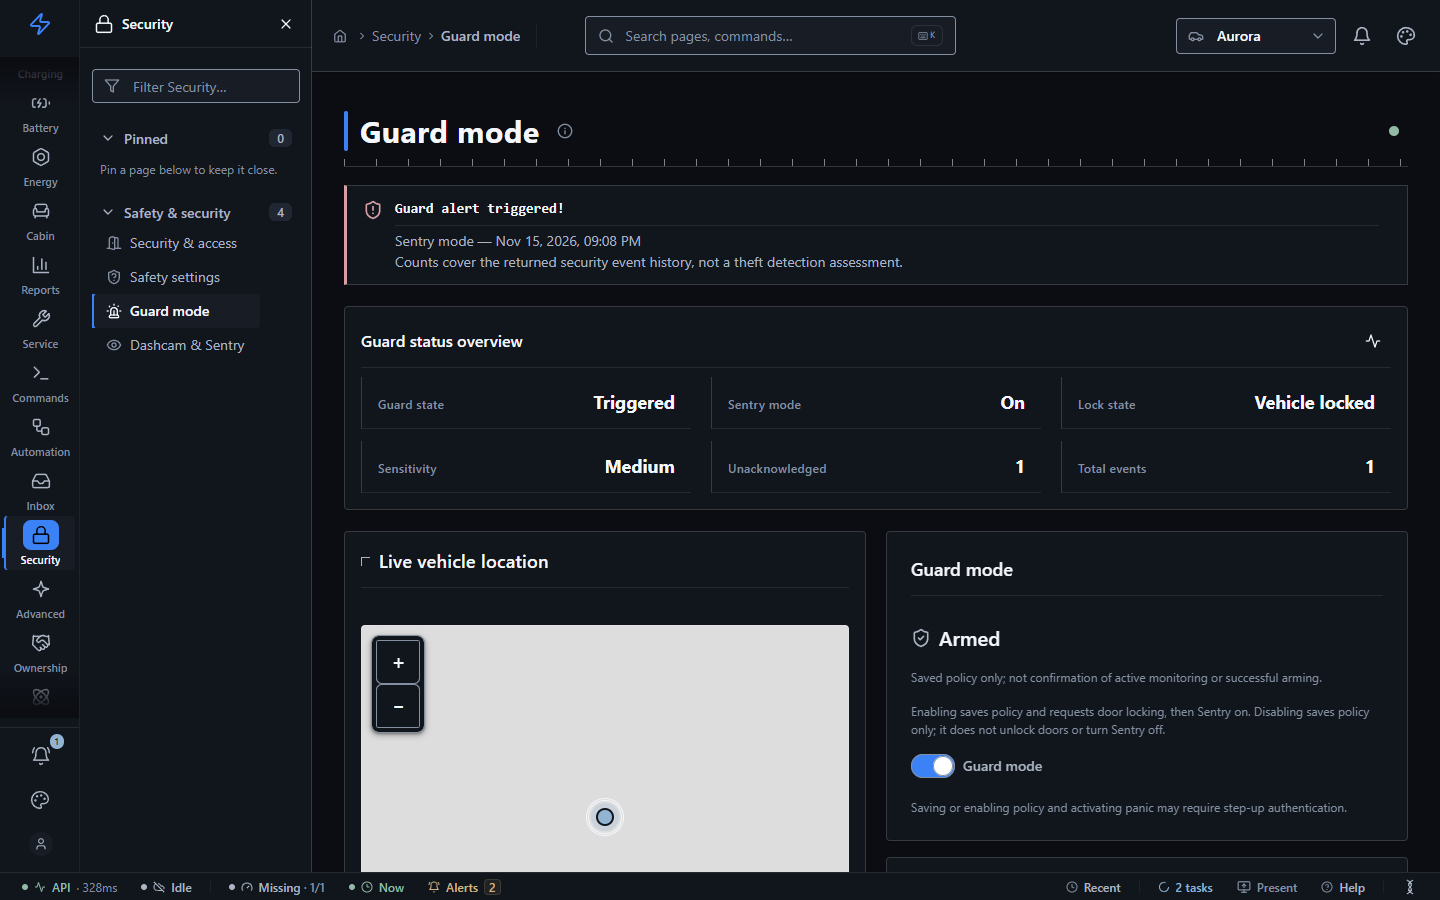 Security
Charging
Battery
Energy
Cabin
Reports
Service
Commands
Automation
Inbox
Security
Advanced
Ownership
1
Filter Security...
Pinned 0
Pin a page below to keep it close.
Safety & security 4
Security & access
Safety settings
Guard mode
Dashcam & Sentry
Security > Guard mode
Search pages, commands...
K
Aurora
Guard mode
Guard alert triggered!
Sentry mode — Nov 15, 2026, 09:08 PM
Counts cover the returned security event history, not a theft detection assessment.
Guard status overview
Guard state Triggered
Sentry mode On
Lock state Vehicle locked
Sensitivity Medium
Unacknowledged 1
Total events 1
Live vehicle location
+
−
Guard mode
Armed
Saved policy only; not confirmation of active monitoring or successful arming.
Enabling saves policy and requests door locking, then Sentry on. Disabling saves policy
only; it does not unlock doors or turn Sentry off.
Guard mode
Saving or enabling policy and activating panic may require step-up authentication.
API · 328ms
Idle
Missing · 1/1
Now
Alerts 2
Recent
2 tasks
Present
Help